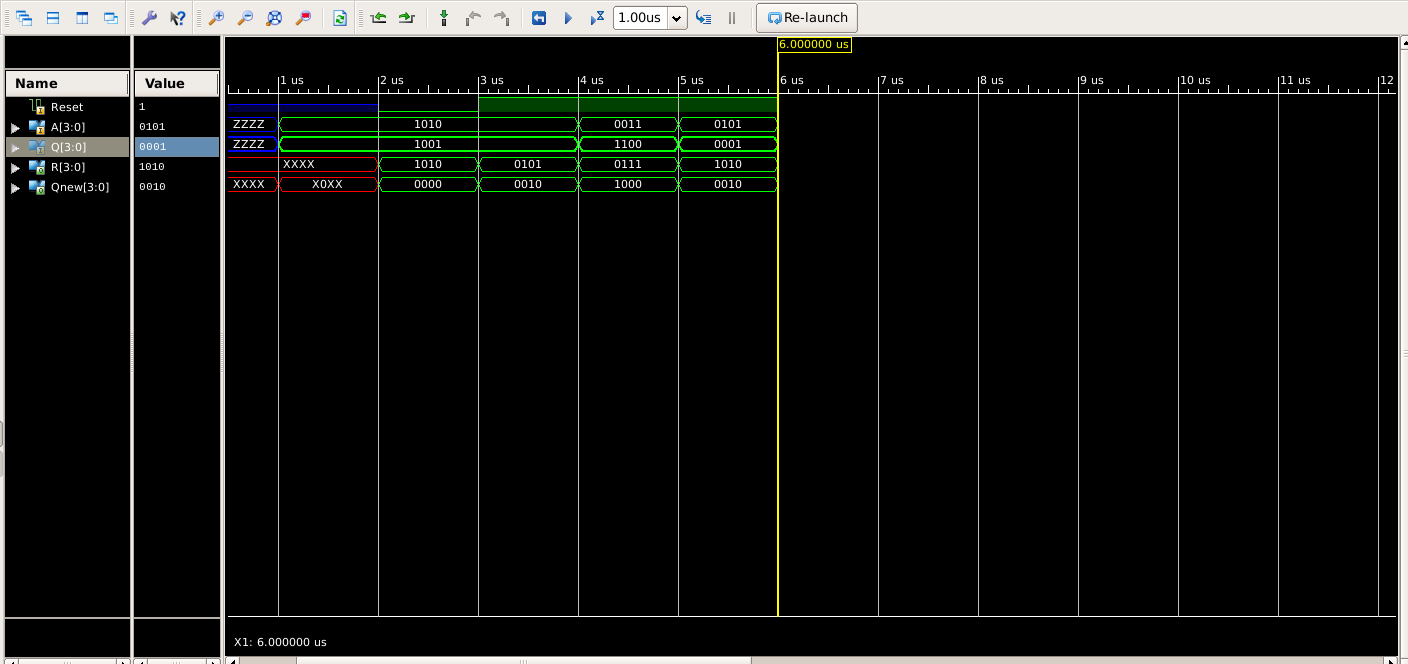 1.00us
Re-launch
6.000000 us
Name
Value
1 us
2 us
3 us
4 us
5 us
6 us
7 us
8 us
9 us
10 us
11 us
12
Reset
1
A[3:0]
0101
ZZZZ
1010
0011
0101
Q[3:0]
0001
ZZZZ
1001
1100
0001
R[3:0]
1010
XXXX
1010
0101
0111
1010
Qnew[3:0]
0010
XXXX
X0XX
0000
0010
1000
0010
X1: 6.000000 us